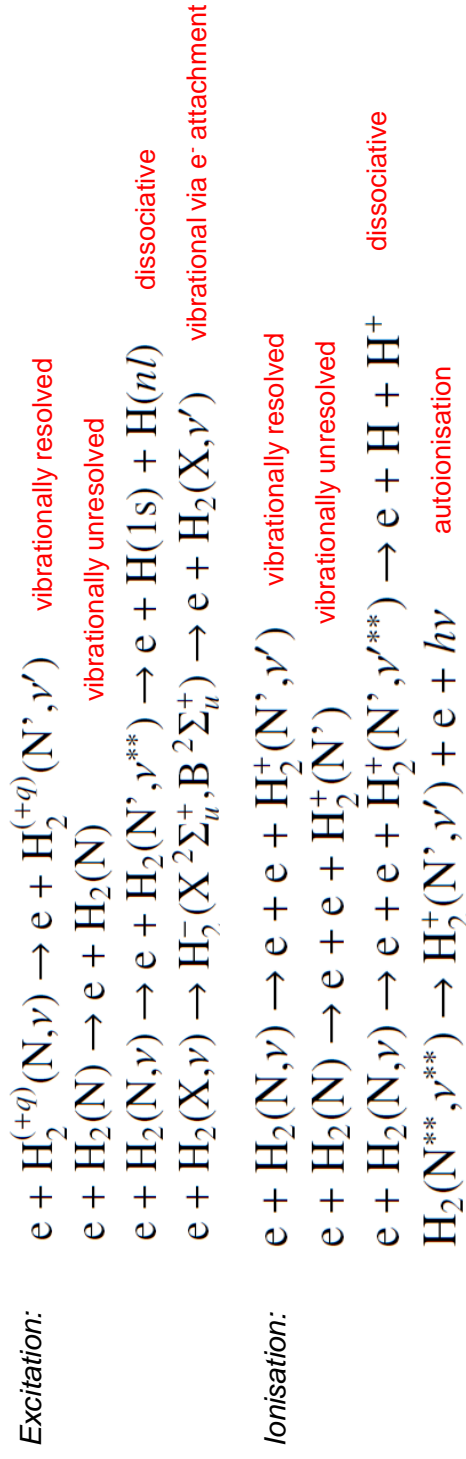 Excitation:
e + H₂⁽⁺q⁾(N,ν) → e + H₂⁽⁺q⁾(N’,ν′) vibrationally resolved
e + H₂(N) → e + H₂(N) vibrationally unresolved
e + H₂(N,ν) → e + H₂(N’,ν**) → e + H(1s) + H(nl) dissociative
e + H₂(X,ν) → H₂⁻(X ²Σᵤ⁺, B ²Σᵤ⁺) → e + H₂(X,ν′) vibrational via e⁻ attachment
Ionisation:
e + H₂(N,ν) → e + e + H₂⁺(N’,ν′) vibrationally resolved
e + H₂(N) → e + e + H₂⁺(N’) vibrationally unresolved
e + H₂(N,ν) → e + e + H₂⁺(N’,ν′**) → e + H + H⁺ dissociative
H₂(N**,ν**) → H₂⁺(N’,ν′) + e + hν autoionisation